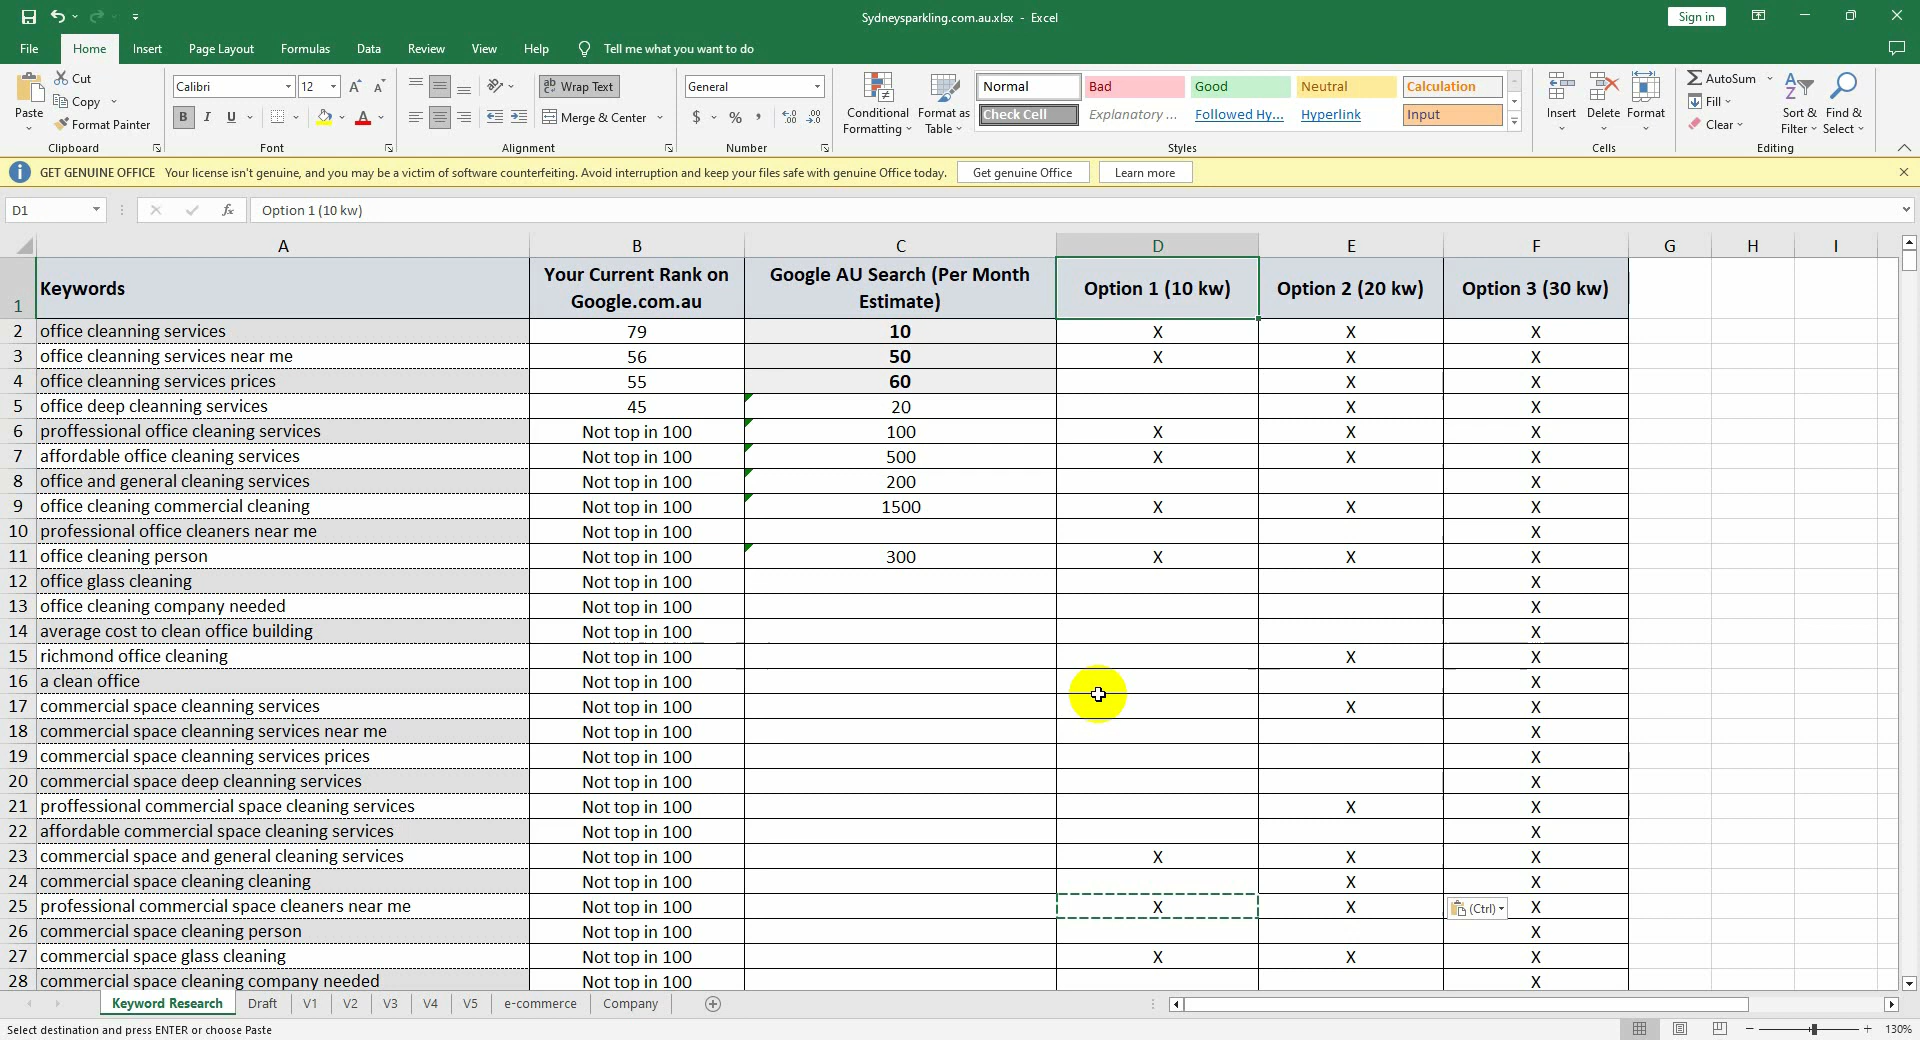 Sydneysparkling.com.au.xlsx - Excel
Sign in
File Home Insert Page Layout Formulas Data Review View Help Tell me what you want to do
Paste
Cut
Copy
Format Painter
Clipboard
Calibri 12
B I U
Font
Wrap Text
Merge & Center
Alignment
General
$ % ,
Number
Conditional Formatting
Format as Table
Normal Bad Good Neutral Calculation
Check Cell Explanatory ... Followed Hy... Hyperlink Input
Styles
Insert Delete Format
Cells
AutoSum
Fill
Clear
Sort & Filter
Find & Select
Editing
GET GENUINE OFFICE Your license isn't genuine, and you may be a victim of software counterfeiting. Avoid interruption and keep your files safe with genuine Office today. Get genuine Office Learn more
D1 fx Option 1 (10 kw)
A B C D E F G H I
1 Keywords Your Current Rank on Google.com.au Google AU Search (Per Month Estimate) Option 1 (10 kw) Option 2 (20 kw) Option 3 (30 kw)
2 office cleanning services 79 10 X X X
3 office cleanning services near me 56 50 X X X
4 office cleanning services prices 55 60 X X
5 office deep cleanning services 45 20 X X
6 proffessional office cleaning services Not top in 100 100 X X X
7 affordable office cleaning services Not top in 100 500 X X X
8 office and general cleaning services Not top in 100 200 X
9 office cleaning commercial cleaning Not top in 100 1500 X X X
10 professional office cleaners near me Not top in 100 X
11 office cleaning person Not top in 100 300 X X X
12 office glass cleaning Not top in 100 X
13 office cleaning company needed Not top in 100 X
14 average cost to clean office building Not top in 100 X
15 richmond office cleaning Not top in 100 X X
16 a clean office Not top in 100 X
17 commercial space cleanning services Not top in 100 X X
18 commercial space cleanning services near me Not top in 100 X
19 commercial space cleanning services prices Not top in 100 X
20 commercial space deep cleanning services Not top in 100 X
21 proffessional commercial space cleaning services Not top in 100 X X
22 affordable commercial space cleaning services Not top in 100 X
23 commercial space and general cleaning services Not top in 100 X X X
24 commercial space cleaning cleaning Not top in 100 X X
25 professional commercial space cleaners near me Not top in 100 X X (Ctrl) X
26 commercial space cleaning person Not top in 100 X
27 commercial space glass cleaning Not top in 100 X X X
28 commercial space cleaning company needed Not top in 100 X
Keyword Research Draft V1 V2 V3 V4 V5 e-commerce Company
Select destination and press ENTER or choose Paste
130%